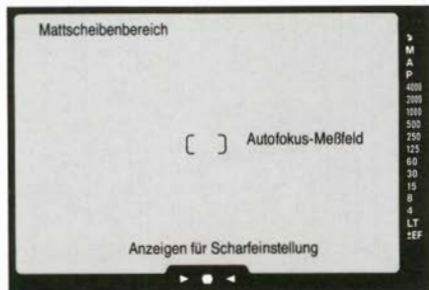 Mattscheibenbereich
Autofokus-Meßfeld
Anzeigen für Scharfeinstellung
M
A
P
4000
2000
1000
500
250
125
60
30
15
8
4
LT
±EF